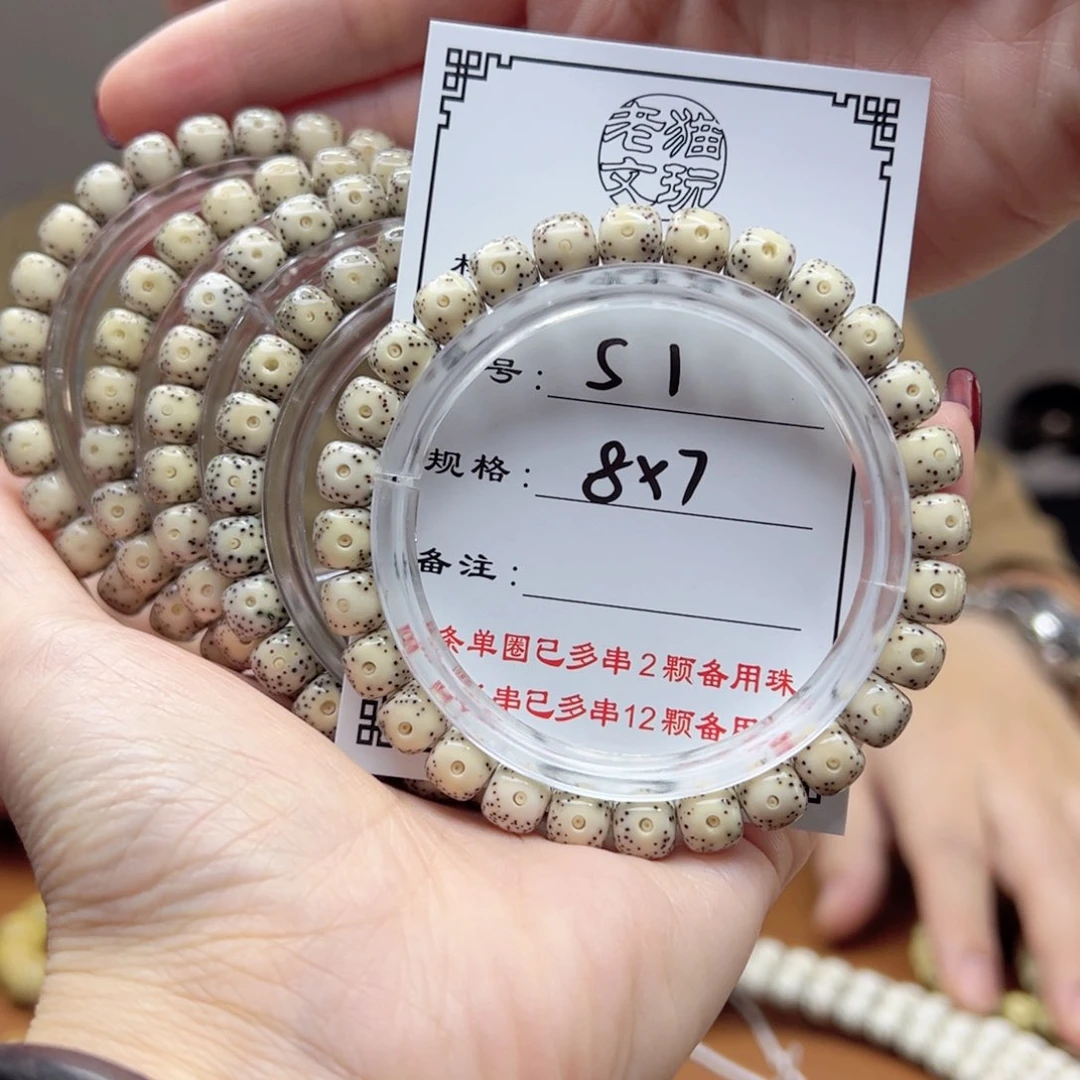 老猫
文玩
号: S1
规格: 8x7
备注:
条单圈已多串2颗备用珠
串已多串12颗备用